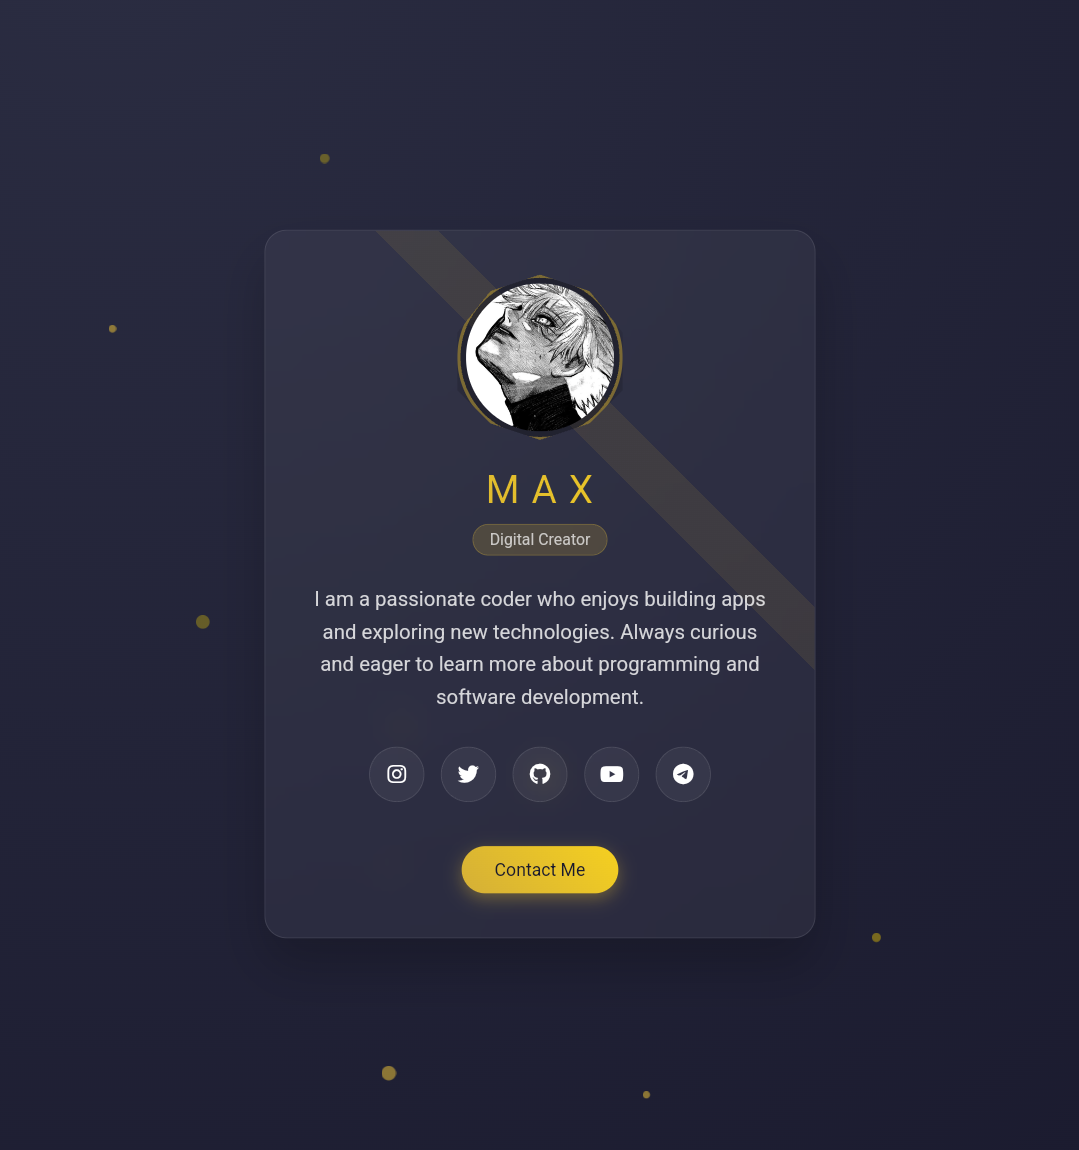 MAX
Digital Creator
I am a passionate coder who enjoys building apps
and exploring new technologies. Always curious
and eager to learn more about programming and
software development.
Contact Me